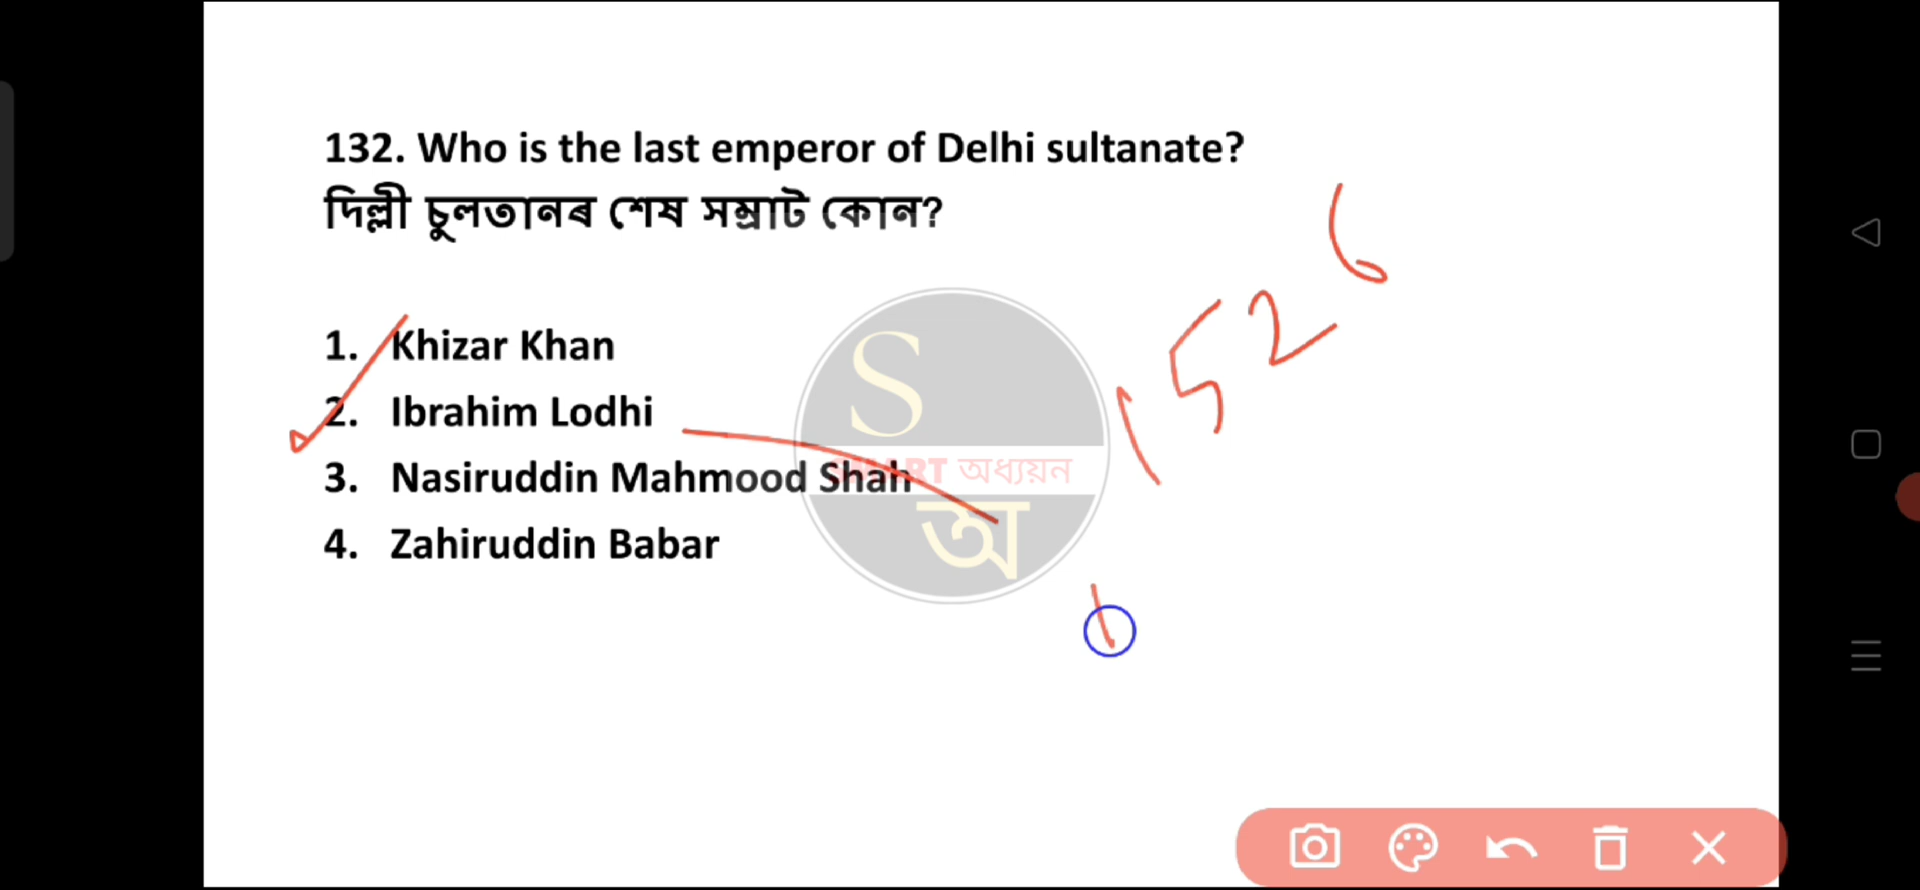 132. Who is the last emperor of Delhi sultanate?
দিল্লী চুলতানৰ শেষ সম্ৰাট কোন?
1. Khizar Khan
2. Ibrahim Lodhi
3. Nasiruddin Mahmood Shah
4. Zahiruddin Babar
1526
S
SMART অধ্যয়ন
অ